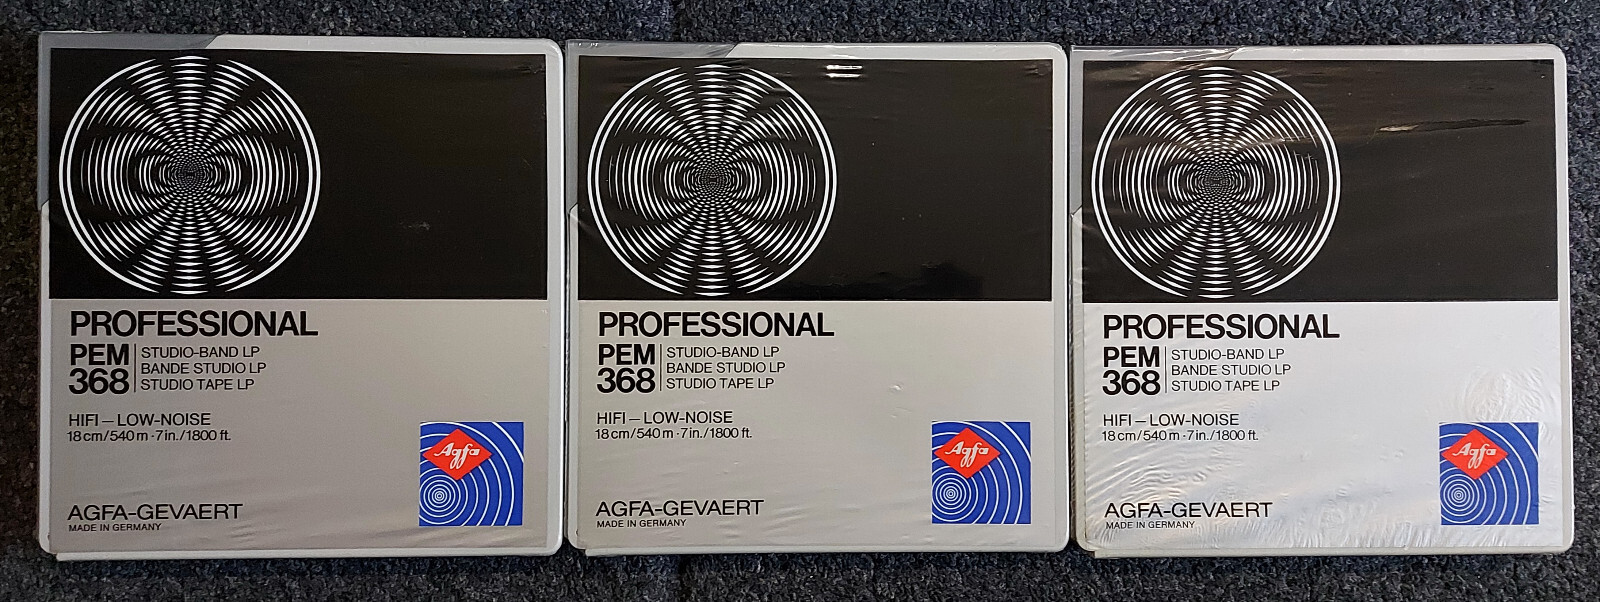 PROFESSIONAL
PEM
368
STUDIO-BAND LP
BANDE STUDIO LP
STUDIO TAPE LP
HIFI – LOW-NOISE
18 cm/540 m · 7 in./1800 ft.
Agfa
AGFA-GEVAERT
MADE IN GERMANY
PROFESSIONAL
PEM
368
STUDIO-BAND LP
BANDE STUDIO LP
STUDIO TAPE LP
HIFI – LOW-NOISE
18 cm/540 m · 7 in./1800 ft.
Agfa
AGFA-GEVAERT
MADE IN GERMANY
PROFESSIONAL
PEM
368
STUDIO-BAND LP
BANDE STUDIO LP
STUDIO TAPE LP
HIFI – LOW-NOISE
18 cm/540 m · 7 in./1800 ft.
Agfa
AGFA-GEVAERT
MADE IN GERMANY